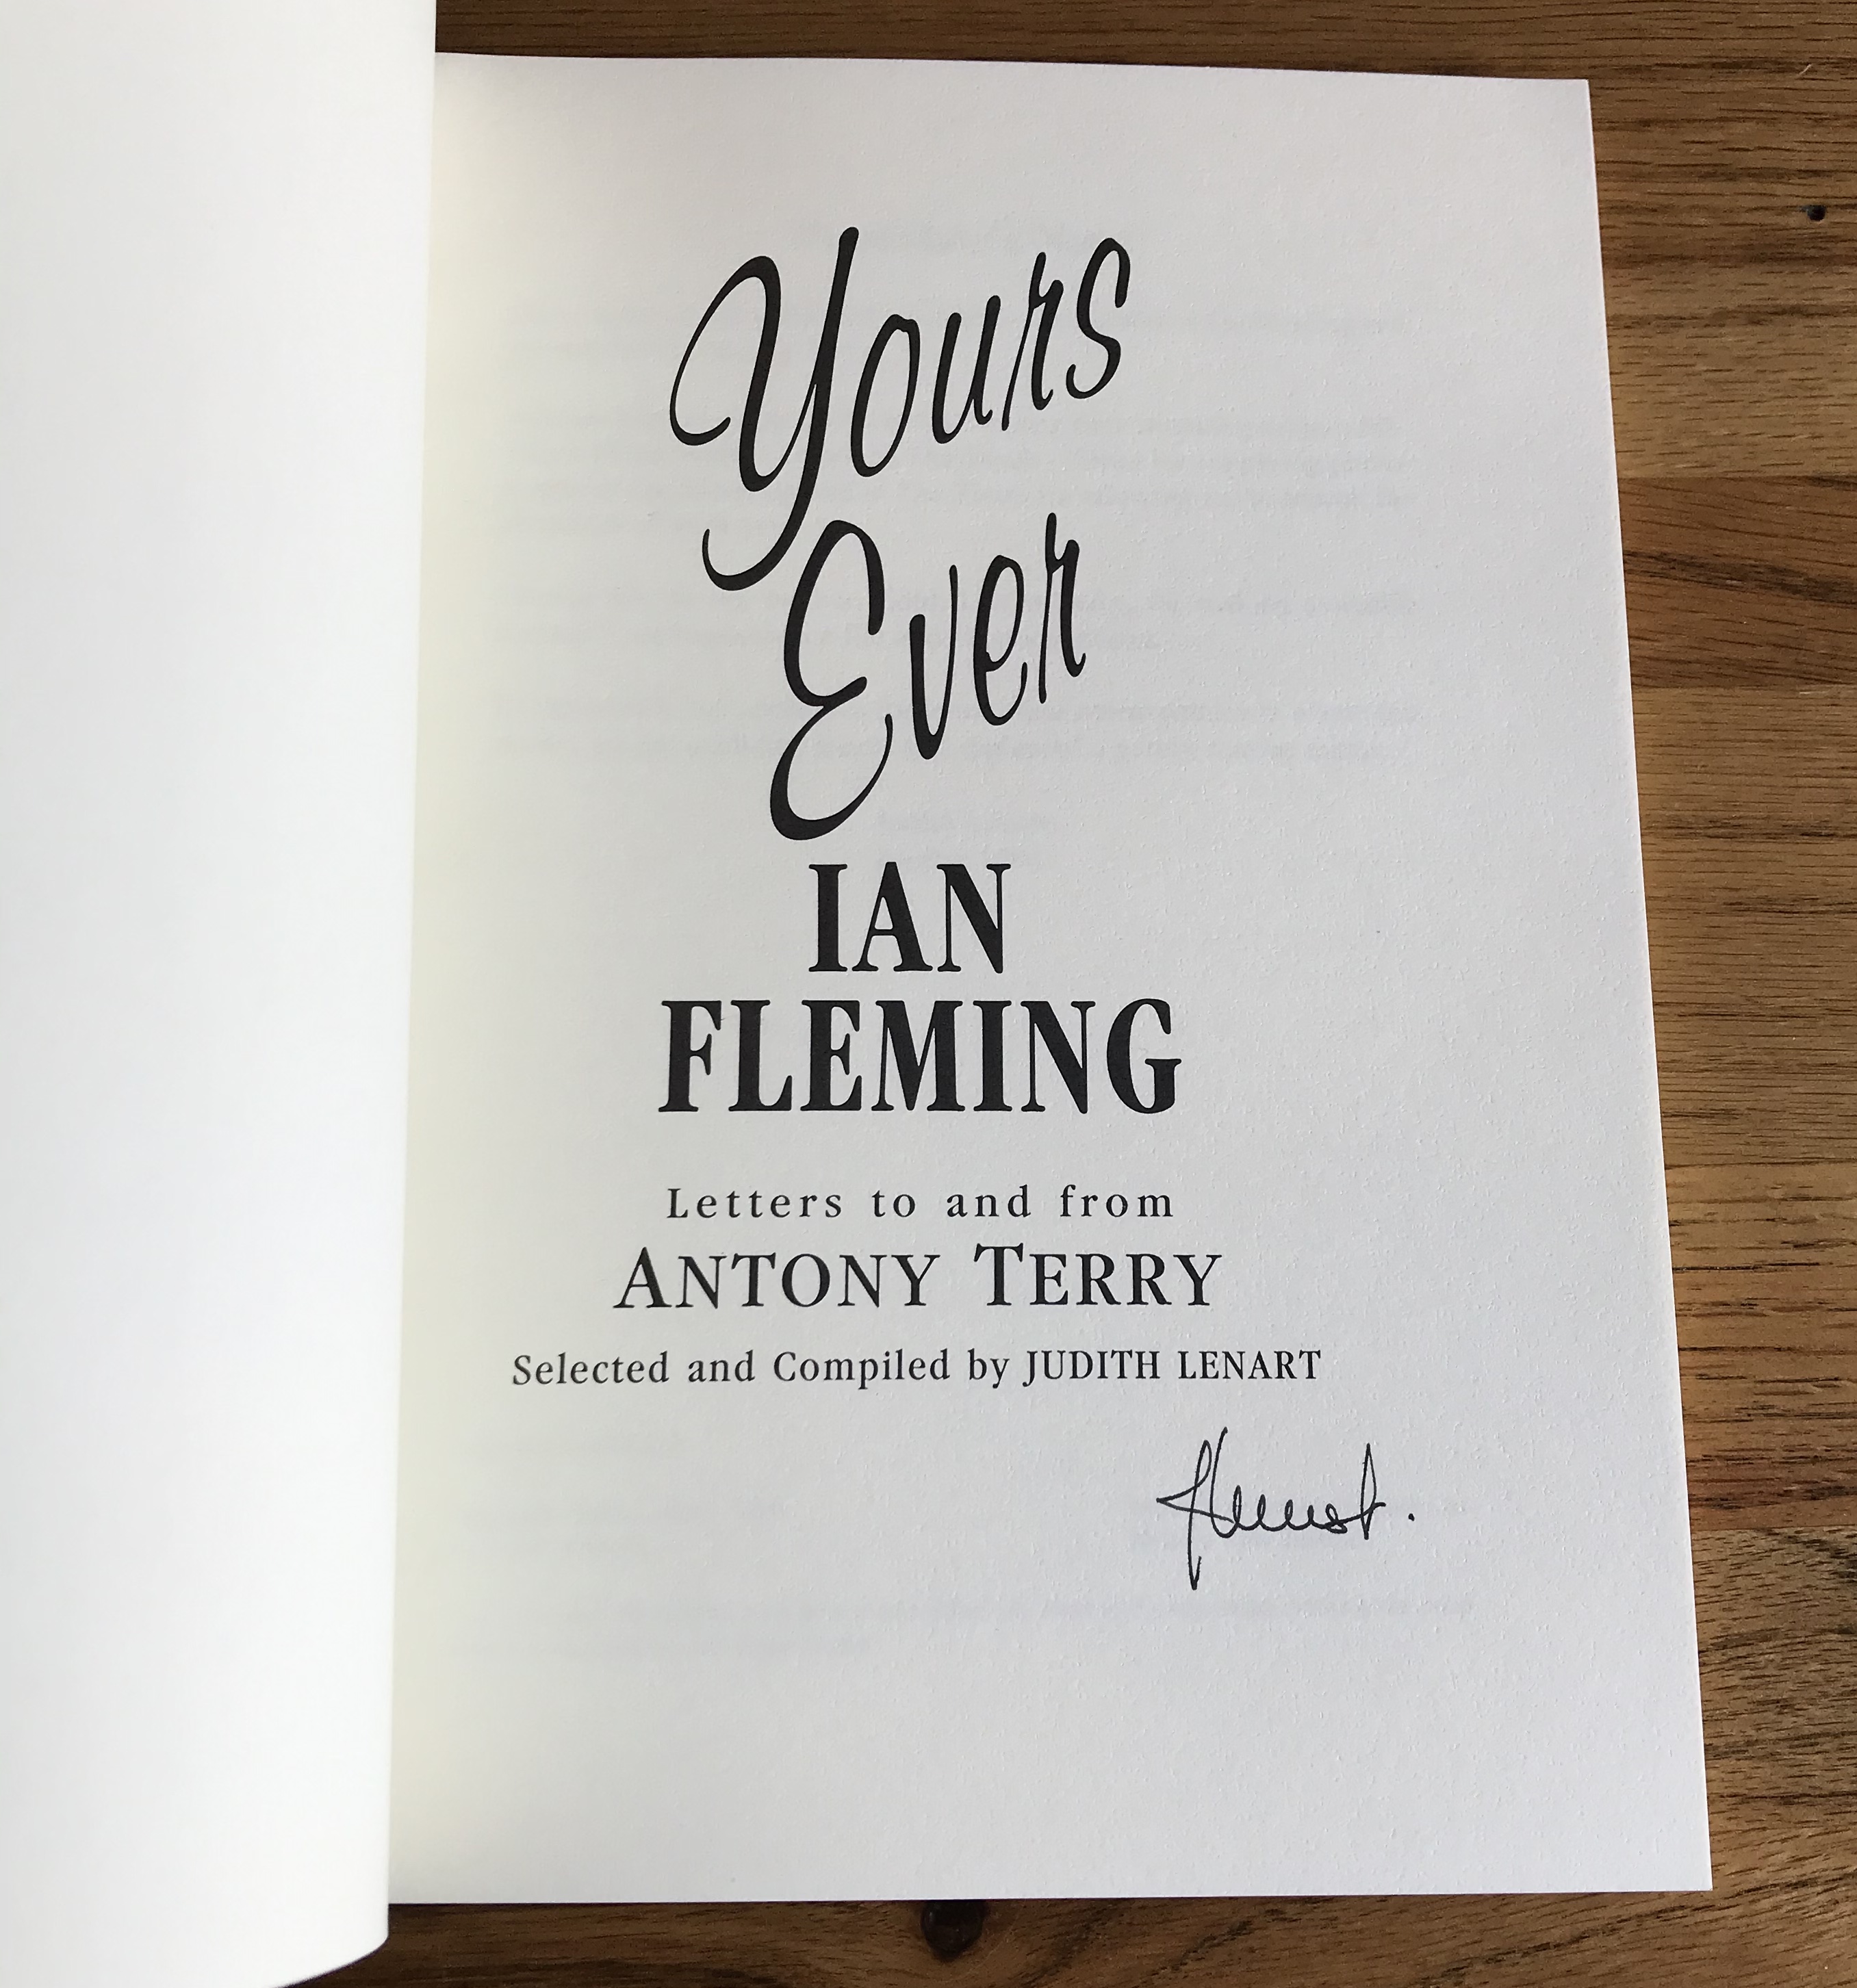 Yours
Ever
IAN
FLEMING
Letters to and from
ANTONY TERRY
Selected and Compiled by JUDITH LENART